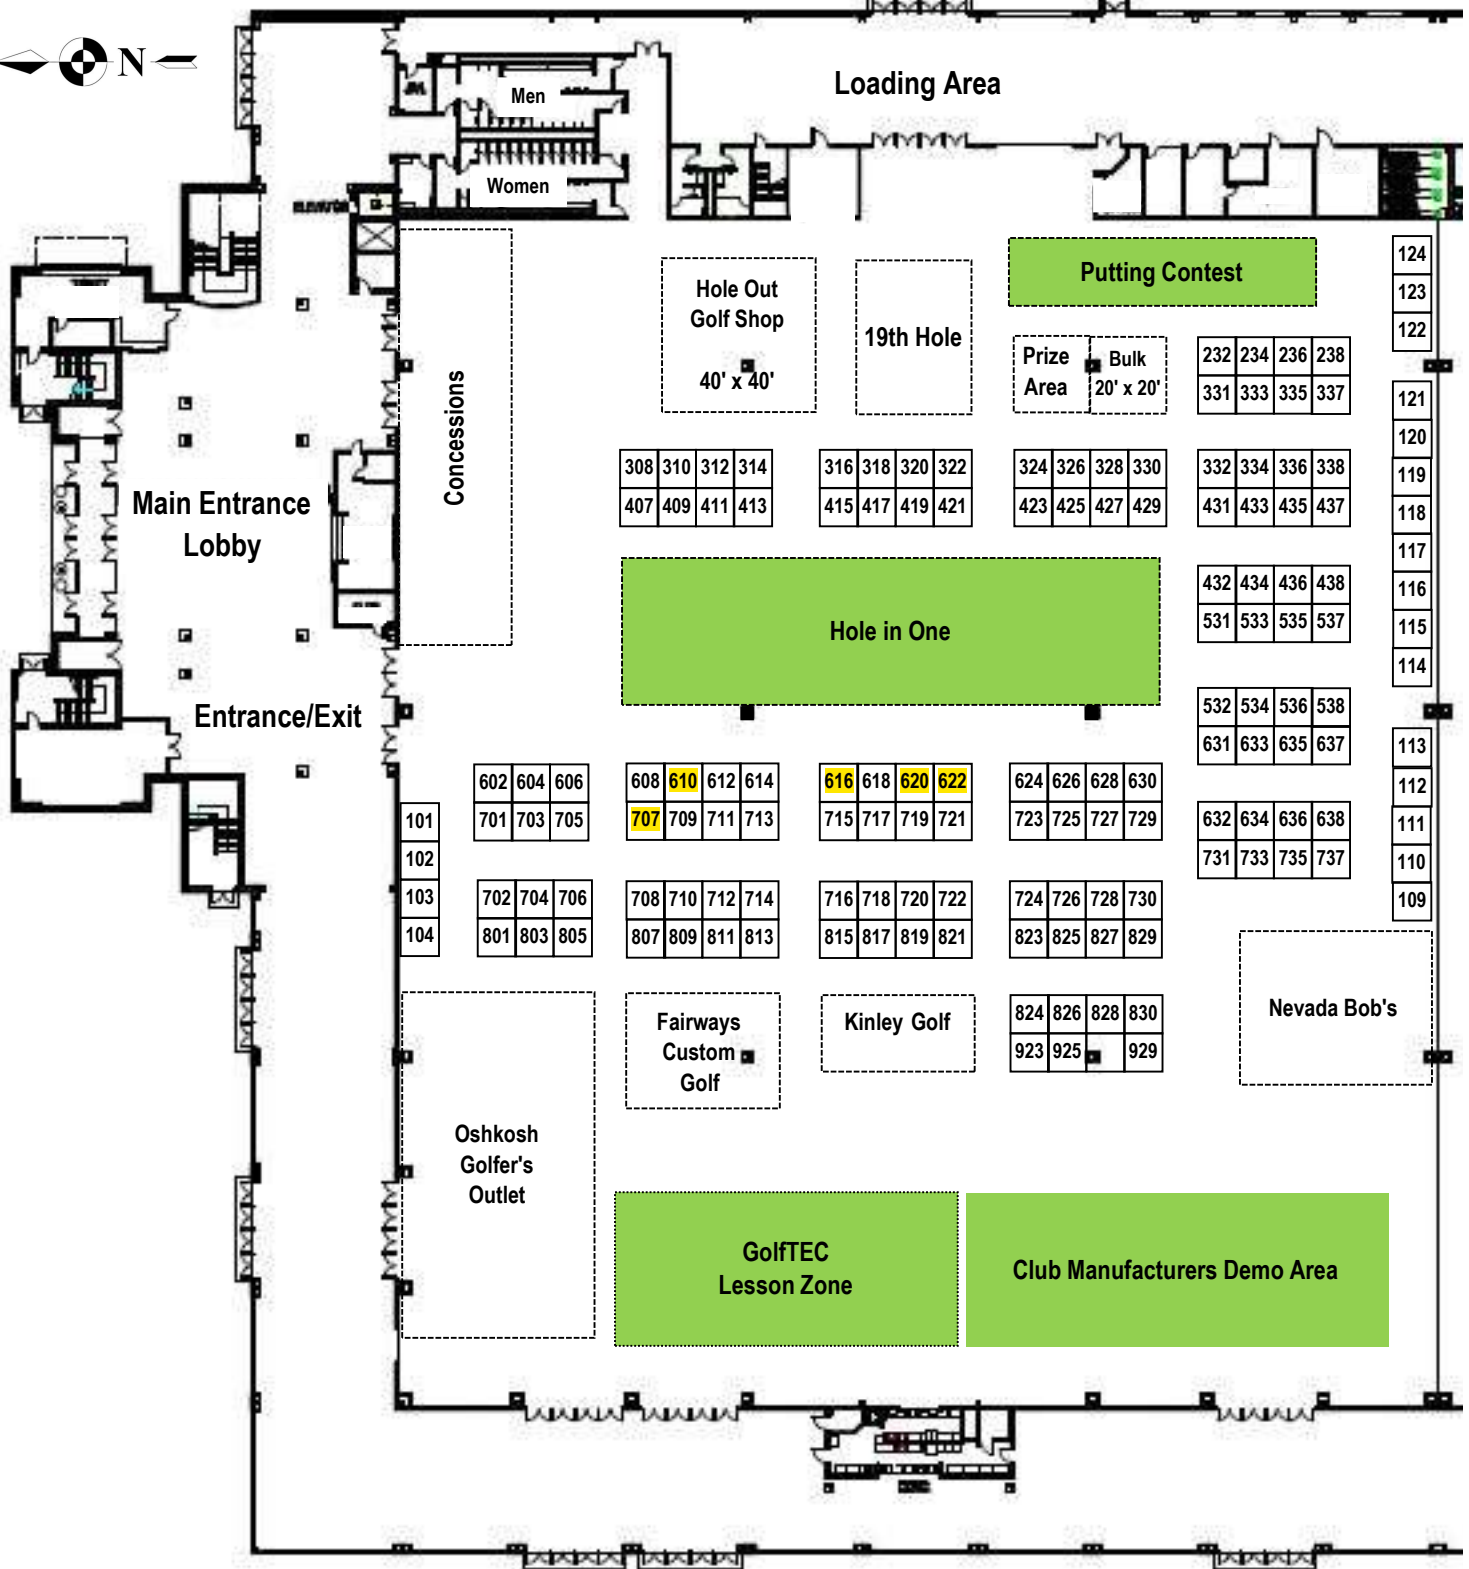 N
Men
Women
Loading Area
Concessions
Hole Out
Golf Shop
40' x 40'
19th Hole
Putting Contest
Prize
Area
Bulk
20' x 20'
124
123
122
232 234 236 238
331 333 335 337
121
120
119
118
117
116
115
114
308 310 312 314
407 409 411 413
316 318 320 322
415 417 419 421
324 326 328 330
423 425 427 429
332 334 336 338
431 433 435 437
Main Entrance
Lobby
Hole in One
432 434 436 438
531 533 535 537
Entrance/Exit
532 534 536 538
631 633 635 637
113
112
111
110
109
602 604 606
701 703 705
608 610 612 614
707 709 711 713
616 618 620 622
715 717 719 721
624 626 628 630
723 725 727 729
632 634 636 638
731 733 735 737
101
102
103
104
702 704 706
801 803 805
708 710 712 714
807 809 811 813
716 718 720 722
815 817 819 821
724 726 728 730
823 825 827 829
Fairways
Custom
Golf
Kinley Golf
824 826 828 830
923 925 929
Nevada Bob's
Oshkosh
Golfer's
Outlet
GolfTEC
Lesson Zone
Club Manufacturers Demo Area